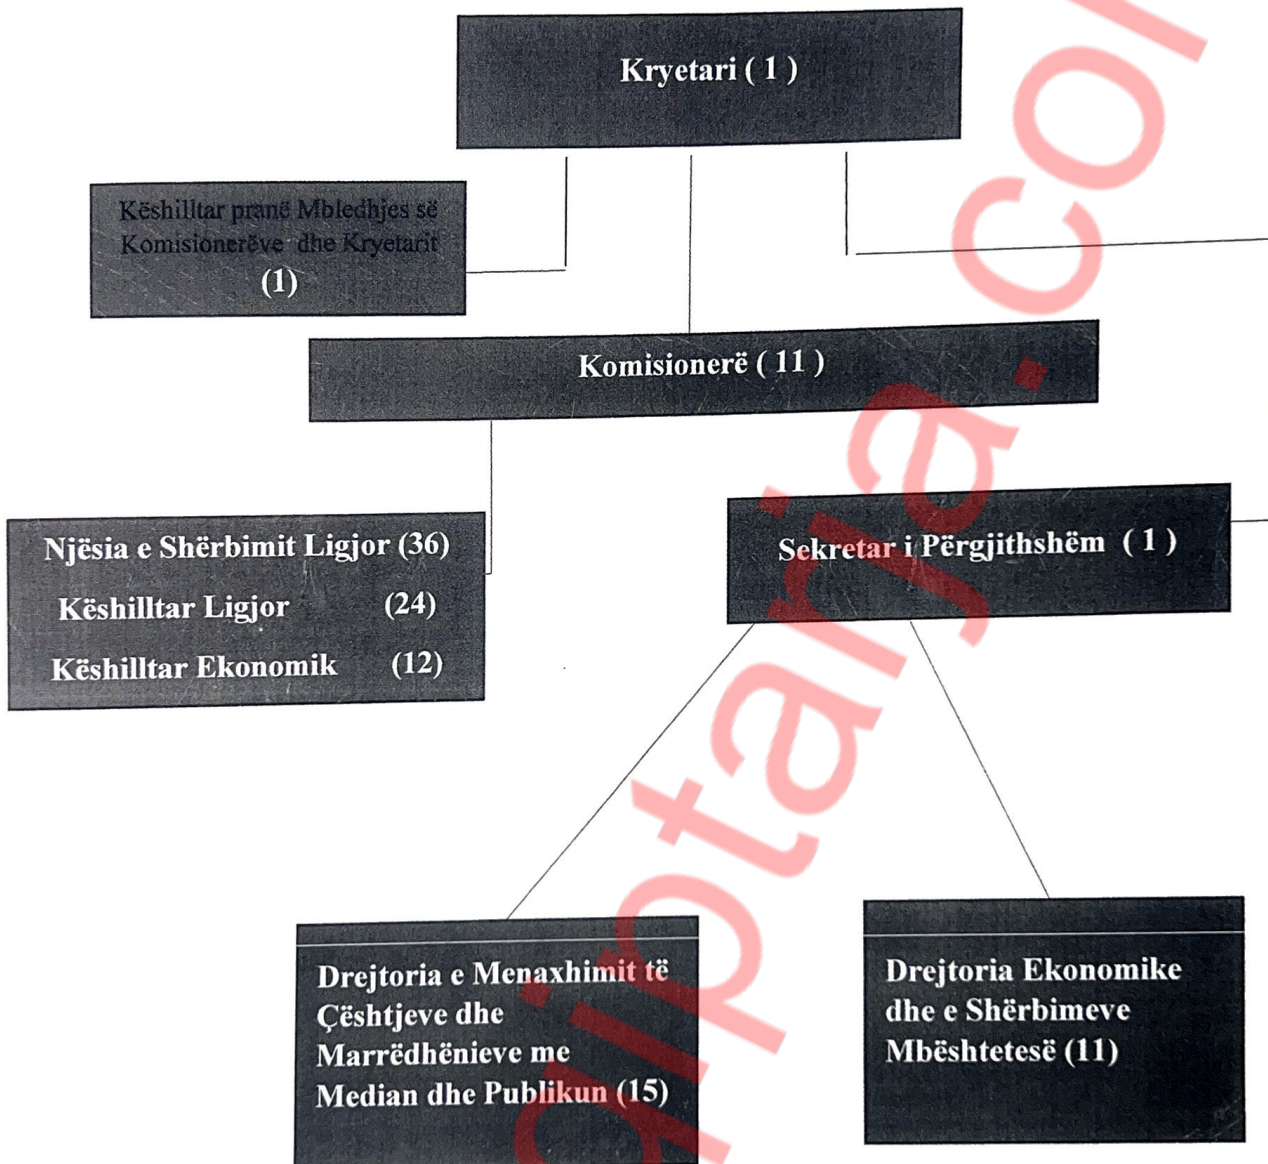 Kryetari ( 1 )
Këshilltar pranë Mbledhjes së
Komisionerëve dhe Kryetarit
(1)
Komisionerë ( 11 )
Njësia e Shërbimit Ligjor (36)
Këshilltar Ligjor (24)
Këshilltar Ekonomik (12)
Sekretar i Përgjithshëm ( 1 )
Drejtoria e Menaxhimit të
Çështjeve dhe
Marrëdhënieve me
Median dhe Publikun (15)
Drejtoria Ekonomike
dhe e Shërbimeve
Mbështetesë (11)
qiptarja.co